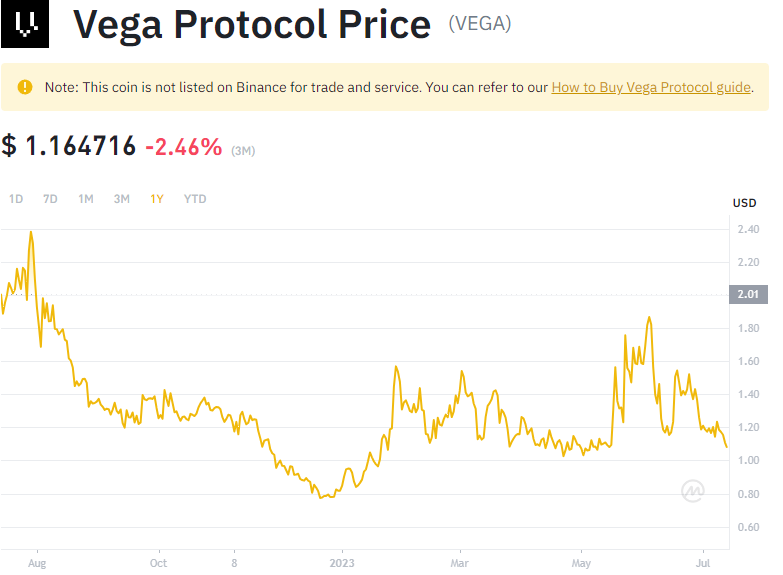 Vega Protocol Price (VEGA)
Note: This coin is not listed on Binance for trade and service. You can refer to our How to Buy Vega Protocol guide.
$ 1.164716 -2.46% (3M)
1D 7D 1M 3M 1Y YTD
USD
2.40
2.20
2.01
1.80
1.60
1.40
1.20
1.00
0.80
0.60
Aug Oct 8 2023 Mar May Jul